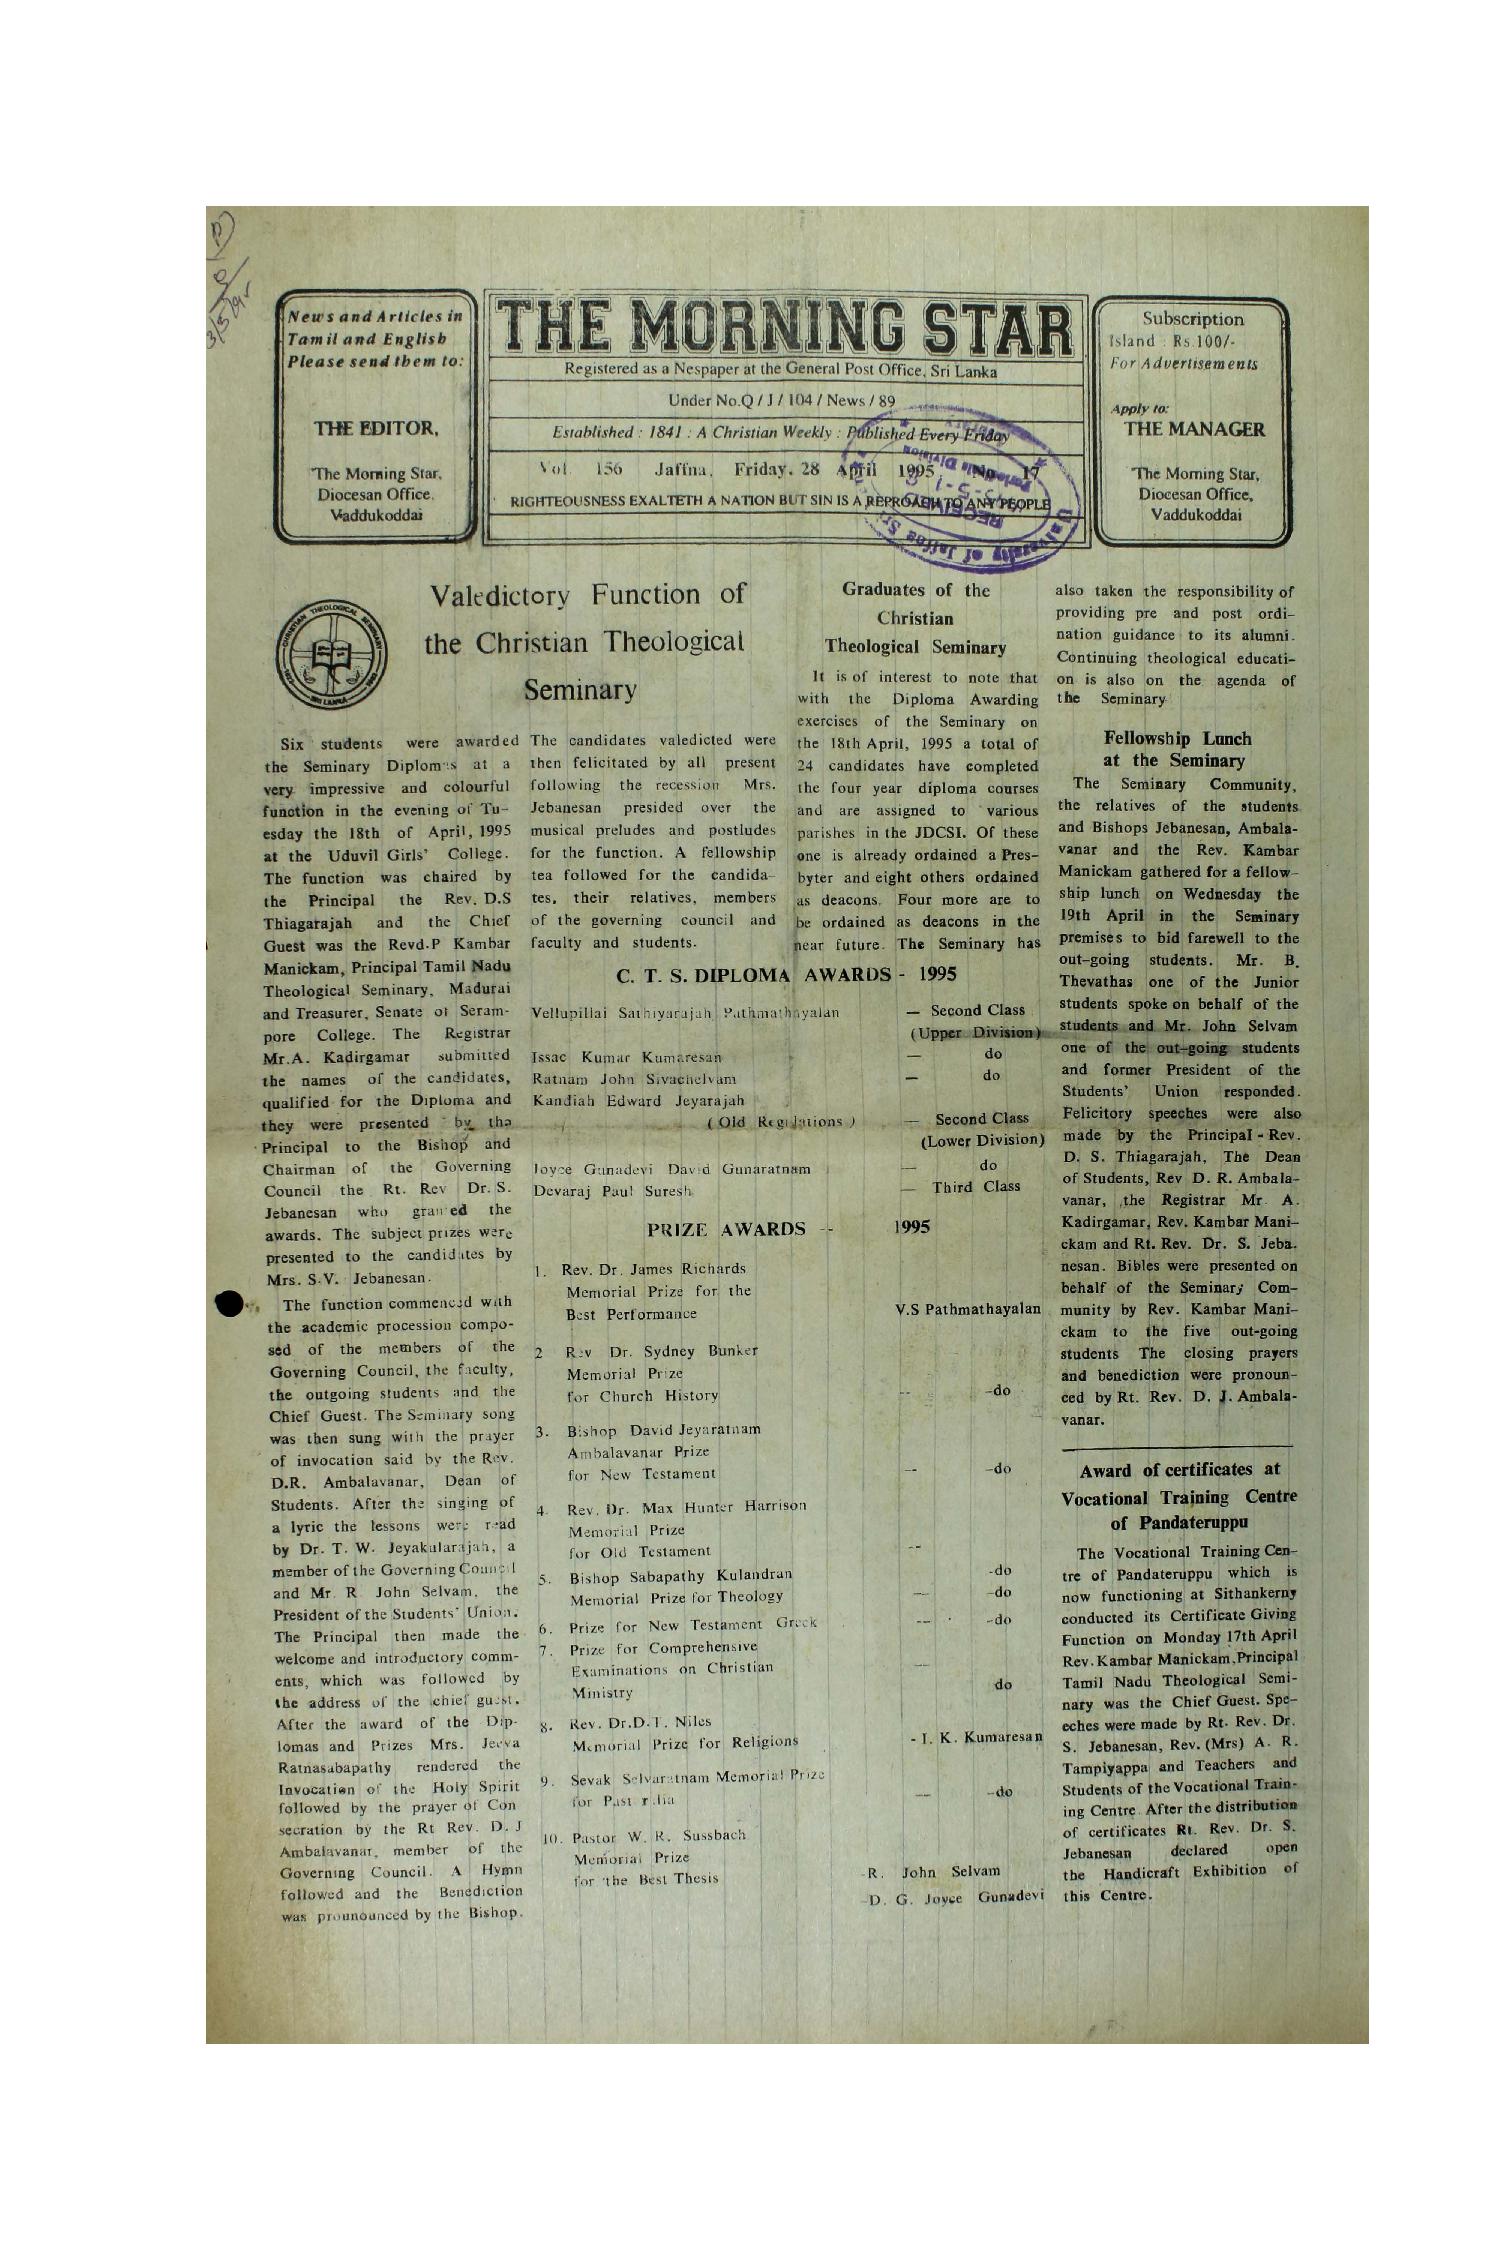 News and Articles in
Tamil and English
Please send them to:
THE EDITOR,
The Morning Star,
Diocesan Office,
Vaddukoddai
THE MORNING STAR
Registered as a Nespaper at the General Post Office, Sri Lanka
Under No.Q / J / 104 / News / 89
Established : 1841 : A Christian Weekly : Published Every Friday
Vol. 156 Jaffna, Friday, 28 April 1995 No 17
RIGHTEOUSNESS EXALTETH A NATION BUT SIN IS A REPROACH TO ANY PEOPLE
Subscription
Island : Rs.100/-
For Advertisements
Apply to:
THE MANAGER
The Morning Star,
Diocesan Office,
Vaddukoddai
RECEIVED
University of Jaffna Sri
Valedictory Function of
the Christian Theological
Seminary
Six students were awarded
the Seminary Diplomas at a
very impressive and colourful
function in the evening of Tu-
esday the 18th of April, 1995
at the Uduvil Girls' College.
The function was chaired by
the Principal the Rev. D.S
Thiagarajah and the Chief
Guest was the Revd.P Kambar
Manickam, Principal Tamil Nadu
Theological Seminary, Madurai
and Treasurer, Senate of Seram-
pore College. The Registrar
Mr.A. Kadirgamar submitted
the names of the candidates,
qualified for the Diploma and
they were presented by the
Principal to the Bishop and
Chairman of the Governing
Council the Rt. Rev Dr. S.
Jebanesan who granted the
awards. The subject prizes were
presented to the candidates by
Mrs. S.V. Jebanesan.
The function commenced with
the academic procession compo-
sed of the members of the
Governing Council, the faculty,
the outgoing students and the
Chief Guest. The Seminary song
was then sung with the prayer
of invocation said by the Rev.
D.R. Ambalavanar, Dean of
Students. After the singing of
a lyric the lessons were read
by Dr. T. W. Jeyakularajah, a
member of the Governing Council
and Mr. R John Selvam, the
President of the Students' Union.
The Principal then made the
welcome and introductory comm-
ents, which was followed by
the address of the chief guest.
After the award of the Dip-
lomas and Prizes Mrs. Jeeva
Ratnasabapathy rendered the
Invocation of the Holy Spirit
followed by the prayer of Con
secration by the Rt Rev. D. J
Ambalavanar, member of the
Governing Council. A Hymn
followed and the Benediction
was prounounced by the Bishop.
The candidates valedicted were
then felicitated by all present
following the recession Mrs.
Jebanesan presided over the
musical preludes and postludes
for the function. A fellowship
tea followed for the candida-
tes, their relatives, members
of the governing council and
faculty and students.
Graduates of the
Christian
Theological Seminary
It is of interest to note that
with the Diploma Awarding
exercises of the Seminary on
the 18th April, 1995 a total of
24 candidates have completed
the four year diploma courses
and are assigned to various
parishes in the JDCSI. Of these
one is already ordained a Pres-
byter and eight others ordained
as deacons. Four more are to
be ordained as deacons in the
near future. The Seminary has
also taken the responsibility of
providing pre and post ordi-
nation guidance to its alumni.
Continuing theological educati-
on is also on the agenda of
the Seminary
C. T. S. DIPLOMA AWARDS - 1995
Vellupillai Sathiyarajah Pathmathayalan — Second Class
(Upper Division)
Issac Kumar Kumaresan — do
Ratnam John Sivachelvam — do
Kandiah Edward Jeyarajah
( Old Regulations ) — Second Class
(Lower Division)
Joyce Gunadevi David Gunaratnam — do
Devaraj Paul Suresh — Third Class
PRIZE AWARDS -- 1995
1. Rev. Dr. James Richards
Memorial Prize for the
Best Performance V.S Pathmathayalan
2 Rev Dr. Sydney Bunker
Memorial Prize
for Church History -- -do
3. Bishop David Jeyaratnam
Ambalavanar Prize
for New Testament -- -do
4. Rev. Dr. Max Hunter Harrison
Memorial Prize
for Old Testament --
5. Bishop Sabapathy Kulandran -do
Memorial Prize for Theology — -do
6. Prize for New Testament Greek -- -do
7. Prize for Comprehensive
Examinations on Christian —
Ministry do
8. Rev. Dr.D.T. Niles
Memorial Prize for Religions - I. K. Kumaresan
9. Sevak Selvaratnam Memorial Prize
for — -do
10. Pastor W. R. Sussbach
Memorial Prize
for the Best Thesis -R. John Selvam
-D. G. Joyce Gunadevi
Fellowship Lunch
at the Seminary
The Seminary Community,
the relatives of the students
and Bishops Jebanesan, Ambala-
vanar and the Rev. Kambar
Manickam gathered for a fellow-
ship lunch on Wednesday the
19th April in the Seminary
premises to bid farewell to the
out-going students. Mr. B.
Thevathas one of the Junior
students spoke on behalf of the
students and Mr. John Selvam
one of the out-going students
and former President of the
Students' Union responded.
Felicitory speeches were also
made by the Principal - Rev.
D. S. Thiagarajah, The Dean
of Students, Rev D. R. Ambala-
vanar, the Registrar Mr A.
Kadirgamar, Rev. Kambar Mani-
ckam and Rt. Rev. Dr. S. Jeba.
nesan. Bibles were presented on
behalf of the Seminary Com-
munity by Rev. Kambar Mani-
ckam to the five out-going
students The closing prayers
and benediction were pronoun-
ced by Rt. Rev. D. J. Ambala-
vanar.
Award of certificates at
Vocational Training Centre
of Pandateruppu
The Vocational Training Cen-
tre of Pandateruppu which is
now functioning at Sithankerny
conducted its Certificate Giving
Function on Monday 17th April
Rev. Kambar Manickam, Principal
Tamil Nadu Theological Semi-
nary was the Chief Guest. Spe-
eches were made by Rt. Rev. Dr.
S. Jebanesan, Rev. (Mrs) A. R.
Tampiyappa and Teachers and
Students of the Vocational Train-
ing Centre. After the distribution
of certificates Rt. Rev. Dr. S.
Jebanesan declared open
the Handicraft Exhibition of
this Centre.